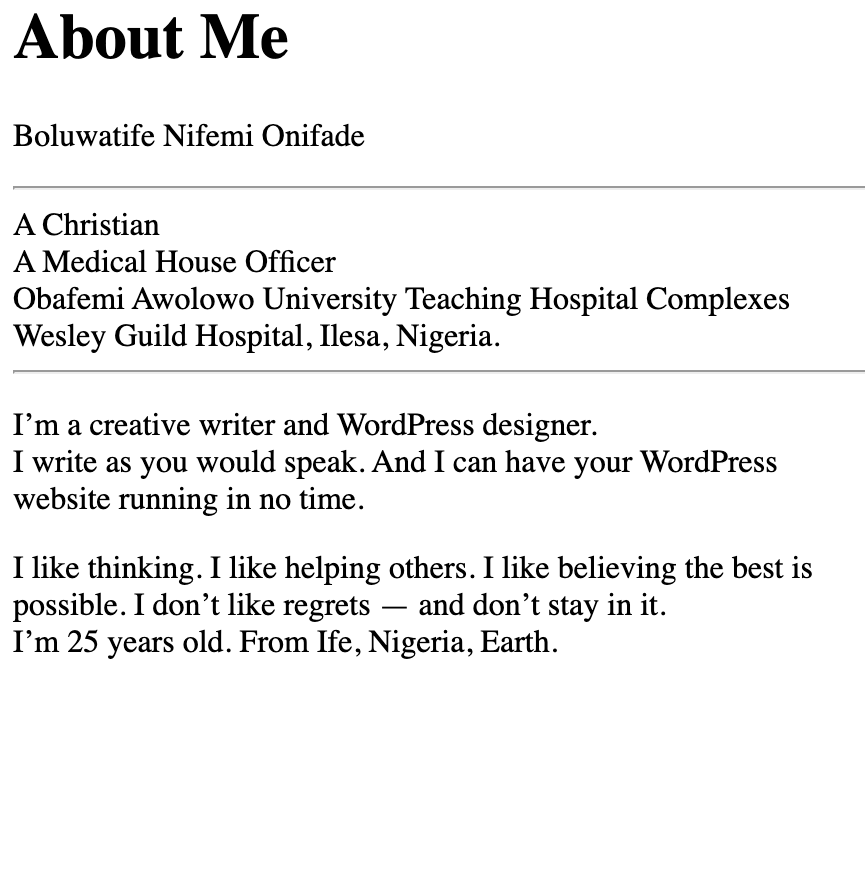 About Me
Boluwatife Nifemi Onifade
A Christian
A Medical House Officer
Obafemi Awolowo University Teaching Hospital Complexes
Wesley Guild Hospital, Ilesa, Nigeria.
I’m a creative writer and WordPress designer.
I write as you would speak. And I can have your WordPress
website running in no time.
I like thinking. I like helping others. I like believing the best is
possible. I don’t like regrets — and don’t stay in it.
I’m 25 years old. From Ife, Nigeria, Earth.